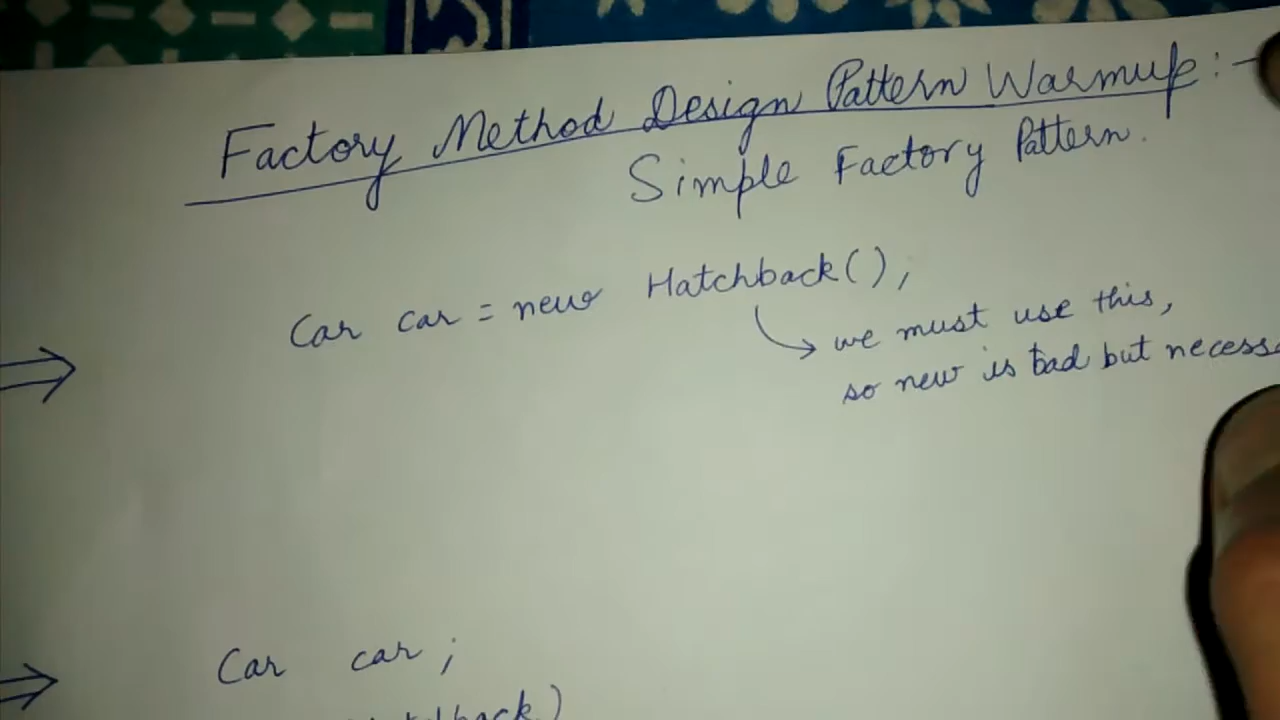 Factory Method Design Pattern Warmup:-
Simple Factory Pattern.
⇒ Car car = new Hatchback(),
we must use this,
so new is bad but
⇒ Car car ;